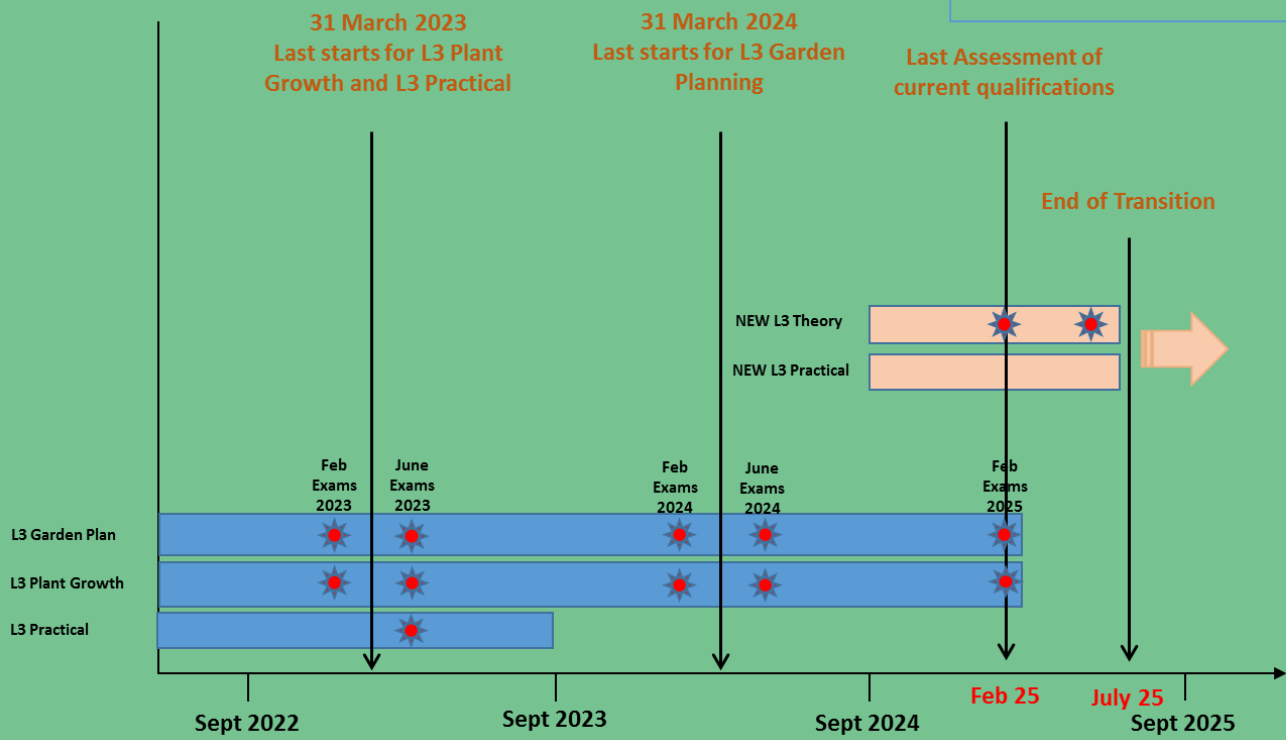 31 March 2023
Last starts for L3 Plant
Growth and L3 Practical
31 March 2024
Last starts for L3 Garden
Planning
Last Assessment of
current qualifications
End of Transition
NEW L3 Theory
NEW L3 Practical
Feb
Exams
2023
June
Exams
2023
Feb
Exams
2024
June
Exams
2024
Feb
Exams
2025
L3 Garden Plan
L3 Plant Growth
L3 Practical
Sept 2022
Sept 2023
Sept 2024
Feb 25
July 25
Sept 2025